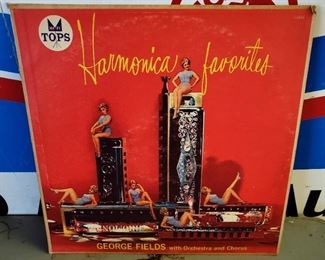 TOPS
Harmonica favorites
GEORGE FIELDS with Orchestra and Chorus